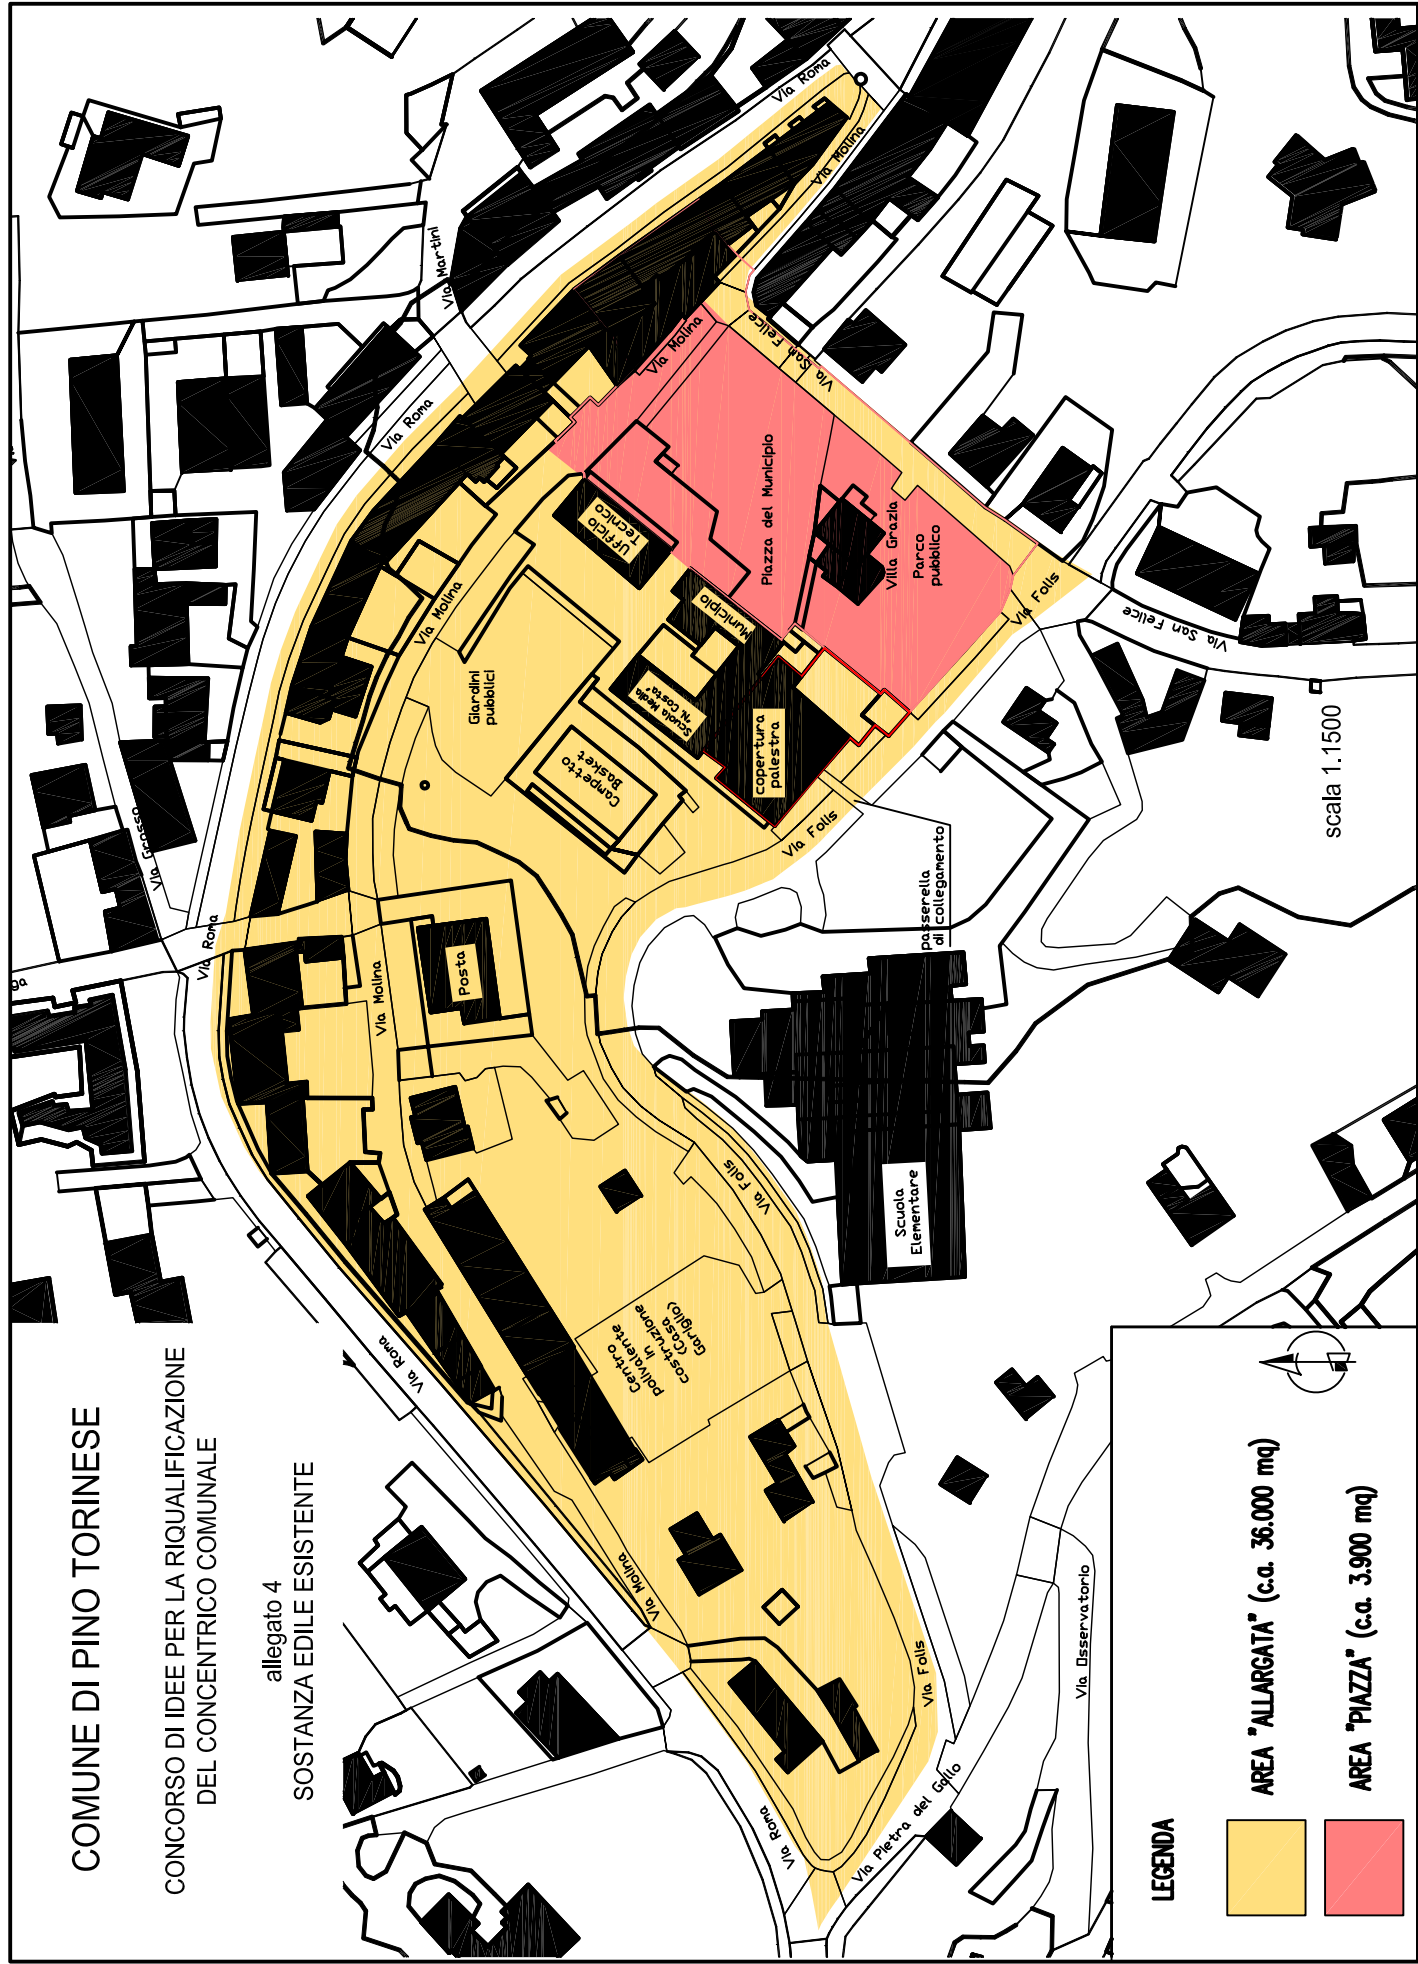 COMUNE DI PINO TORINESE
CONCORSO DI IDEE PER LA RIQUALIFICAZIONE
DEL CONCENTRICO COMUNALE
allegato 4
SOSTANZA EDILE ESISTENTE
Via Roma
Via Molina
Via Martini
Via Roma
Via Molina
Via San Felice
Piazza del Municipio
Ufficio
Tecnico
Municipio
Villa Grazia
Parco
pubblico
Via Folis
Via San Felice
Via Molina
Giardini
pubblici
Scuola Media
"N. Costa"
copertura
palestra
Campetto
Basket
Via Folis
passerella
di collegamento
Via Grosso
Via Roma
ga
Via Molina
Posta
Via Folis
Scuola
Elementare
Centro
polivalente
in
costruzione
(Casa
Gariglio)
Via Roma
Via Molina
Via Folis
Via Osservatorio
Via Roma
Via Pietra del Gallo
scala 1.1500
LEGENDA
AREA "ALLARGATA" (c.a. 36.000 mq)
AREA "PIAZZA" (c.a. 3.900 mq)